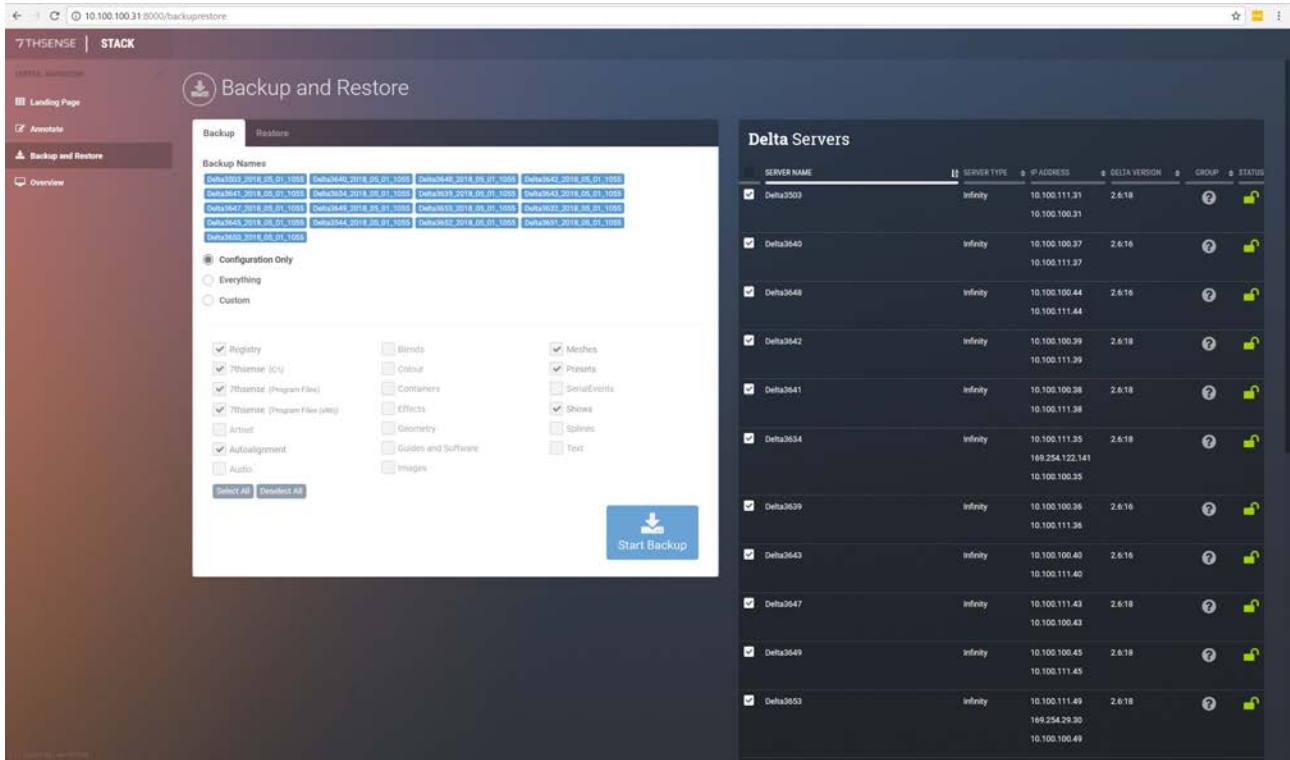 10.100.100.31:8000/backuprestore
7THSENSE | STACK
Landing Page
Annotate
Backup and Restore
Overview
Backup and Restore
Backup Restore
Backup Names
Delta3503_2018_05_01_1055 Delta3640_2018_05_01_1055 Delta3648_2018_05_01_1055 Delta3642_2018_05_01_1055
Delta3641_2018_05_01_1055 Delta3634_2018_05_01_1055 Delta3639_2018_05_01_1055 Delta3643_2018_05_01_1055
Delta3647_2018_05_01_1055 Delta3649_2018_05_01_1055 Delta3653_2018_05_01_1055 Delta3633_2018_05_01_1055
Delta3645_2018_05_01_1055 Delta3544_2018_05_01_1055 Delta3652_2018_05_01_1055 Delta3651_2018_05_01_1055
Delta3650_2018_05_01_1055
Configuration Only
Everything
Custom
Registry Blends Meshes
7thsense (C:\) Colour Presets
7thsense (Program Files) Containers SerialEvents
7thsense (Program Files (x86)) Effects Shows
Artnet Geometry Splines
Autoalignment Guides and Software Text
Audio Images
Select All Deselect All
Start Backup
Delta Servers
SERVER NAME SERVER TYPE IP ADDRESS DELTA VERSION GROUP STATUS
Delta3503 Infinity 10.100.111.31 2.6:18
10.100.100.31
Delta3640 Infinity 10.100.100.37 2.6:16
10.100.111.37
Delta3648 Infinity 10.100.100.44 2.6:16
10.100.111.44
Delta3642 Infinity 10.100.100.39 2.6:18
10.100.111.39
Delta3641 Infinity 10.100.100.38 2.6:18
10.100.111.38
Delta3634 Infinity 10.100.111.35 2.6:18
169.254.122.141
10.100.100.35
Delta3639 Infinity 10.100.100.36 2.6:16
10.100.111.36
Delta3643 Infinity 10.100.100.40 2.6:16
10.100.111.40
Delta3647 Infinity 10.100.111.43 2.6:18
10.100.100.43
Delta3649 Infinity 10.100.100.45 2.6:18
10.100.111.45
Delta3653 Infinity 10.100.111.49 2.6:18
169.254.29.30
10.100.100.49